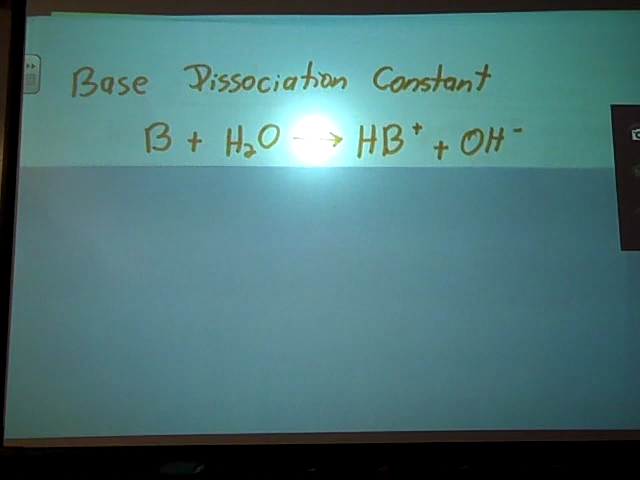 Base Dissociation Constant
B + H₂O → HB⁺ + OH⁻